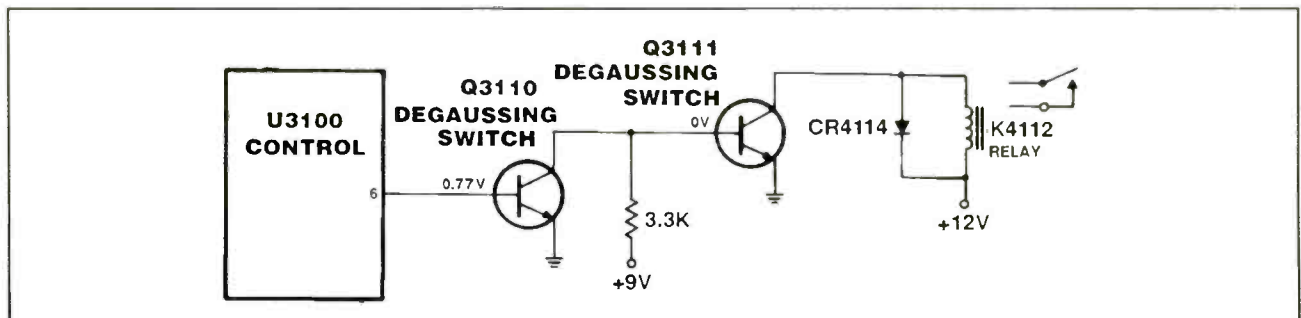 Q3111
DEGAUSSING
SWITCH
Q3110
DEGAUSSING
SWITCH
U3100
CONTROL
6
0.77V
0V
3.3K
+9V
CR4114
K4112
RELAY
+12V